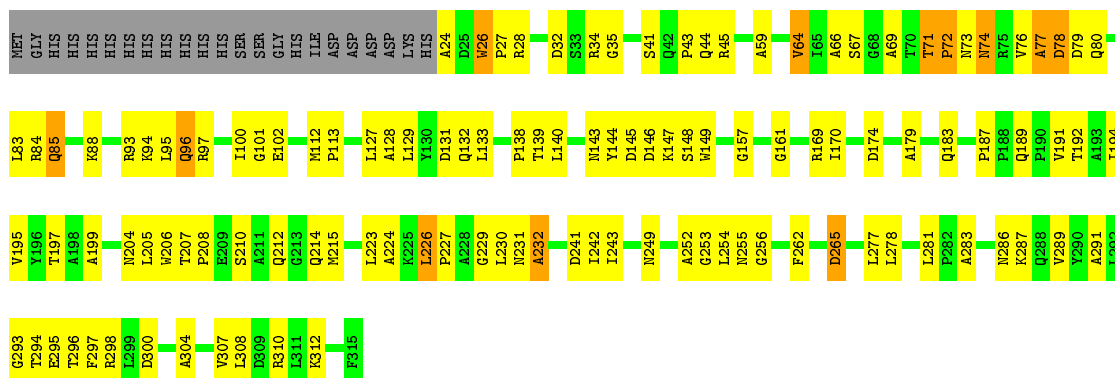 MET GLY HIS HIS HIS HIS HIS HIS HIS HIS HIS HIS SER SER GLY HIS ILE ASP ASP ASP ASP LYS HIS A24 D25 W26 P27 R28 D32 S33 R34 G35 S41 Q42 P43 Q44 R45 A59 V64 I65 A66 S67 G68 A69 T70 T71 P72 N73 N74 R75 V76 A77 D78 D79 Q80
L83 R84 Q85 K88 R93 K94 L95 Q96 R97 I100 G101 E102 M112 P113 L127 A128 L129 Y130 D131 Q132 L133 P138 T139 L140 N143 Y144 D145 D146 K147 S148 W149 G157 G161 R169 I170 D174 A179 Q183 P187 P188 Q189 P190 V191 T192 A193
V195 Y196 T197 A198 A199 N204 L205 W206 T207 P208 E209 S210 A211 Q212 G213 Q214 M215 L223 A224 K225 L226 P227 A228 G229 L230 N231 A232 D241 I242 I243 N249 A252 G253 L254 N255 G256 F262 D265 L277 L278 L281 P282 A283 N286 K287 Q288 V289 Y290 A291
G293 T294 E295 T296 F297 R298 L299 D300 A304 V307 L308 D309 R310 L311 K312 F315